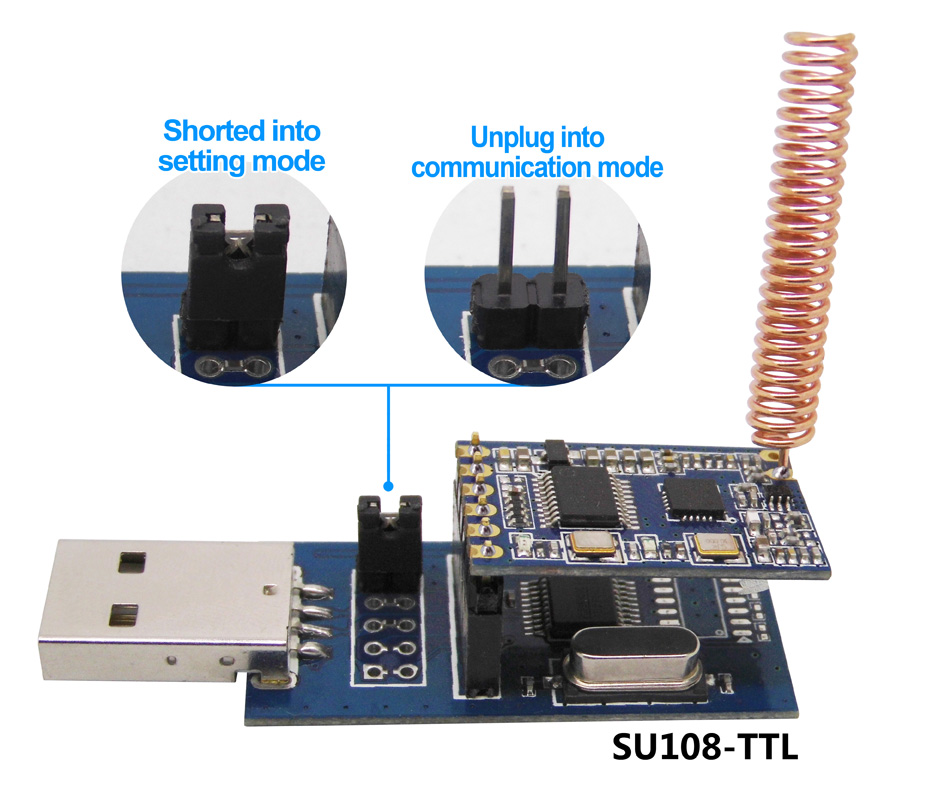 Shorted into
setting mode
Unplug into
communication mode
SU108-TTL